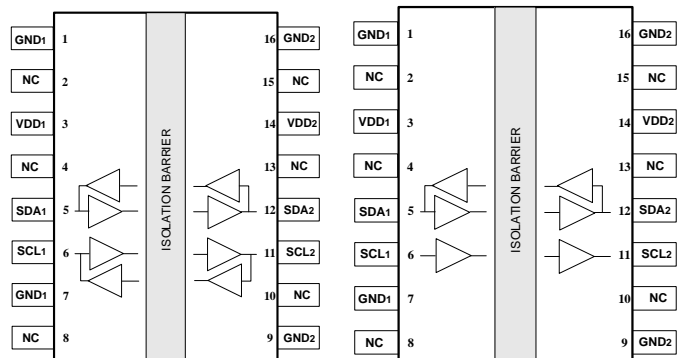 GND1 1 16 GND2
NC 2 15 NC
VDD1 3 14 VDD2
NC 4 13 NC
SDA1 5 12 SDA2
SCL1 6 11 SCL2
GND1 7 10 NC
NC 8 9 GND2
ISOLATION BARRIER
GND1 1 16 GND2
NC 2 15 NC
VDD1 3 14 VDD2
NC 4 13 NC
SDA1 5 12 SDA2
SCL1 6 11 SCL2
GND1 7 10 NC
NC 8 9 GND2
ISOLATION BARRIER